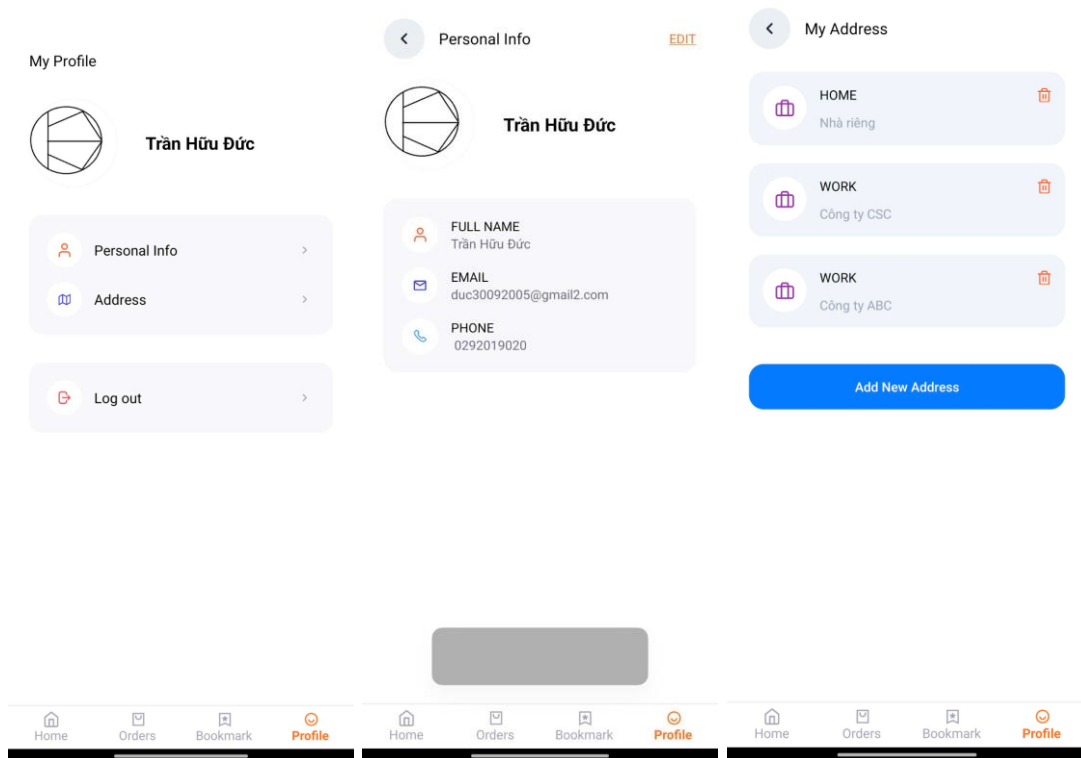 My Profile
Trần Hữu Đức
Personal Info
Address
Log out
Home
Orders
Bookmark
Profile
Personal Info
EDIT
Trần Hữu Đức
FULL NAME
Trần Hữu Đức
EMAIL
duc30092005@gmail2.com
PHONE
0292019020
Home
Orders
Bookmark
Profile
My Address
HOME
Nhà riêng
WORK
Công ty CSC
WORK
Công ty ABC
Add New Address
Home
Orders
Bookmark
Profile